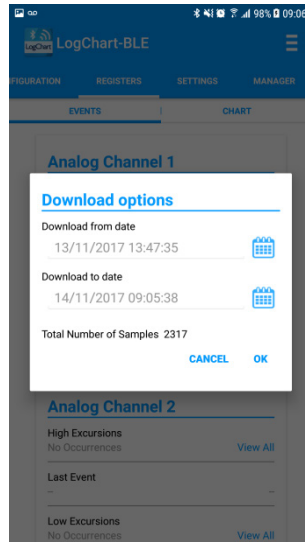 98% 09:06
LogChart LogChart-BLE
FIGURATION REGISTERS SETTINGS MANAGER
EVENTS CHART
Analog Channel 1
Download options
Download from date
13/11/2017 13:47:35
Download to date
14/11/2017 09:05:38
Total Number of Samples 2317
CANCEL OK
Analog Channel 2
High Excursions
No Occurrences View All
Last Event
-- --
Low Excursions
No Occurrences View All